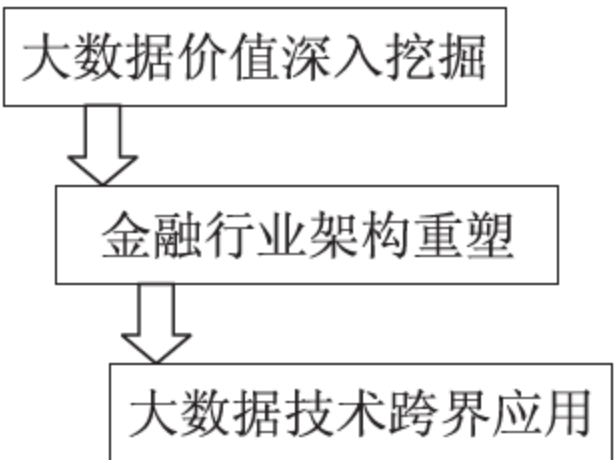 大数据价值深入挖掘
金融行业架构重塑
大数据技术跨界应用